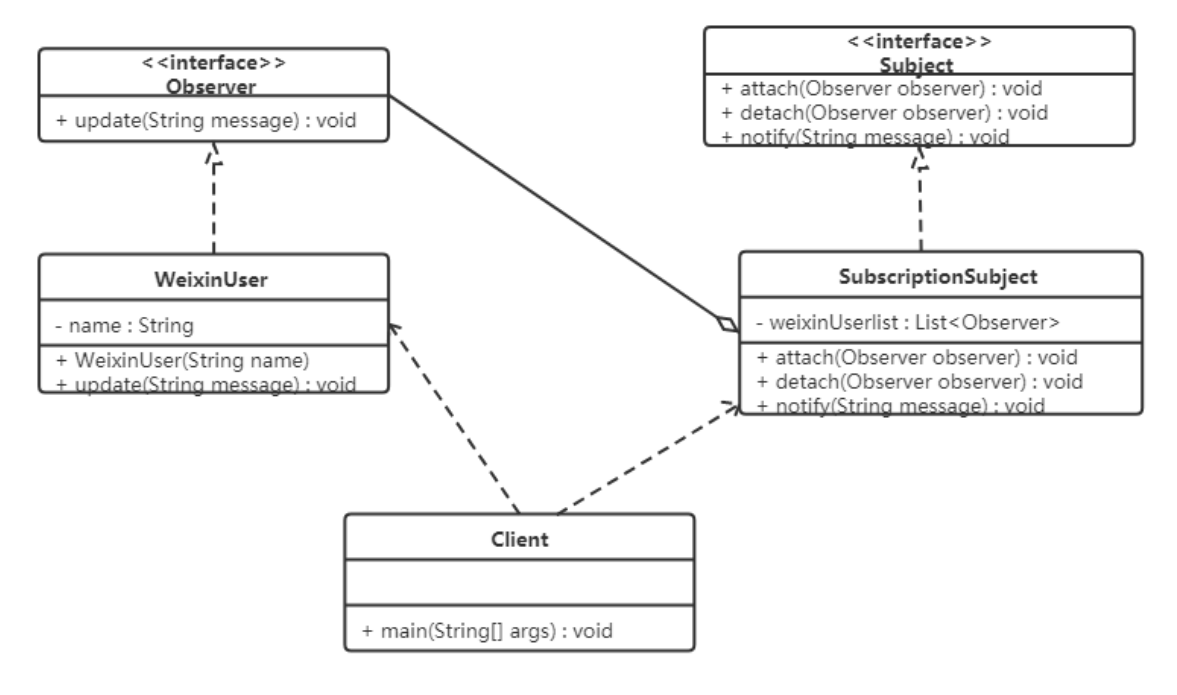 <<interface>>
Observer
+ update(String message) : void
<<interface>>
Subject
+ attach(Observer observer) : void
+ detach(Observer observer) : void
+ notify(String message) : void
WeixinUser
- name : String
+ WeixinUser(String name)
+ update(String message) : void
SubscriptionSubject
- weixinUserlist : List<Observer>
+ attach(Observer observer) : void
+ detach(Observer observer) : void
+ notify(String message) : void
Client
+ main(String[] args) : void